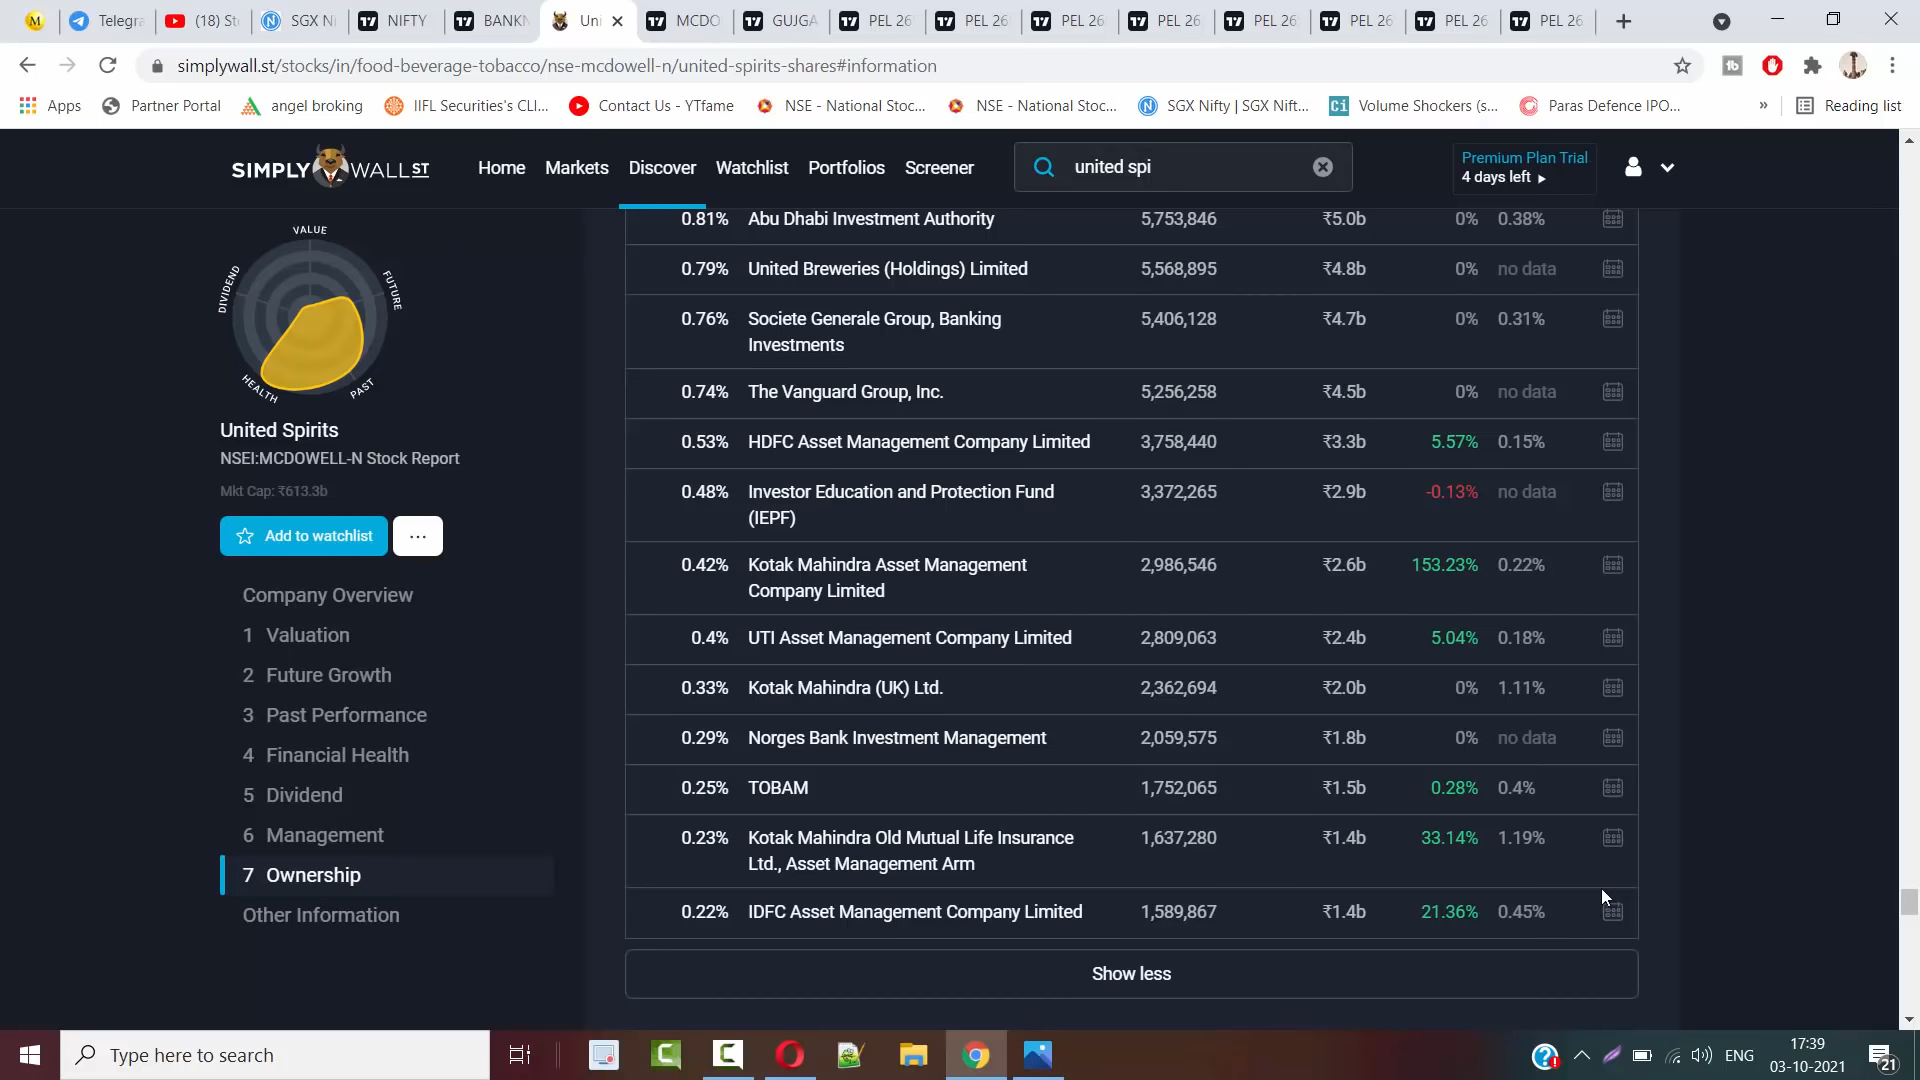 Telegra
(18) St
SGX Ni
NIFTY
BANKN
Uni
MCDO
GUJGA
PEL 26
PEL 26
PEL 26
PEL 26
PEL 26
PEL 26
PEL 26
PEL 26
simplywall.st/stocks/in/food-beverage-tobacco/nse-mcdowell-n/united-spirits-shares#information
Apps
Partner Portal
angel broking
IIFL Securities's CLI...
Contact Us - YTfame
NSE - National Stoc...
NSE - National Stoc...
SGX Nifty | SGX Nift...
Volume Shockers (s...
Paras Defence IPO...
»
Reading list
SIMPLY WALL ST
Home
Markets
Discover
Watchlist
Portfolios
Screener
united spi
Premium Plan Trial
4 days left
VALUE
FUTURE
PAST
HEALTH
DIVIDEND
United Spirits
NSEI:MCDOWELL-N Stock Report
Mkt Cap: ₹613.3b
Add to watchlist
...
Company Overview
1 Valuation
2 Future Growth
3 Past Performance
4 Financial Health
5 Dividend
6 Management
7 Ownership
Other Information
0.81% Abu Dhabi Investment Authority 5,753,846 ₹5.0b 0% 0.38%
0.79% United Breweries (Holdings) Limited 5,568,895 ₹4.8b 0% no data
0.76% Societe Generale Group, Banking 5,406,128 ₹4.7b 0% 0.31%
Investments
0.74% The Vanguard Group, Inc. 5,256,258 ₹4.5b 0% no data
0.53% HDFC Asset Management Company Limited 3,758,440 ₹3.3b 5.57% 0.15%
0.48% Investor Education and Protection Fund 3,372,265 ₹2.9b -0.13% no data
(IEPF)
0.42% Kotak Mahindra Asset Management 2,986,546 ₹2.6b 153.23% 0.22%
Company Limited
0.4% UTI Asset Management Company Limited 2,809,063 ₹2.4b 5.04% 0.18%
0.33% Kotak Mahindra (UK) Ltd. 2,362,694 ₹2.0b 0% 1.11%
0.29% Norges Bank Investment Management 2,059,575 ₹1.8b 0% no data
0.25% TOBAM 1,752,065 ₹1.5b 0.28% 0.4%
0.23% Kotak Mahindra Old Mutual Life Insurance 1,637,280 ₹1.4b 33.14% 1.19%
Ltd., Asset Management Arm
0.22% IDFC Asset Management Company Limited 1,589,867 ₹1.4b 21.36% 0.45%
Show less
Type here to search
ENG
17:39
03-10-2021
21